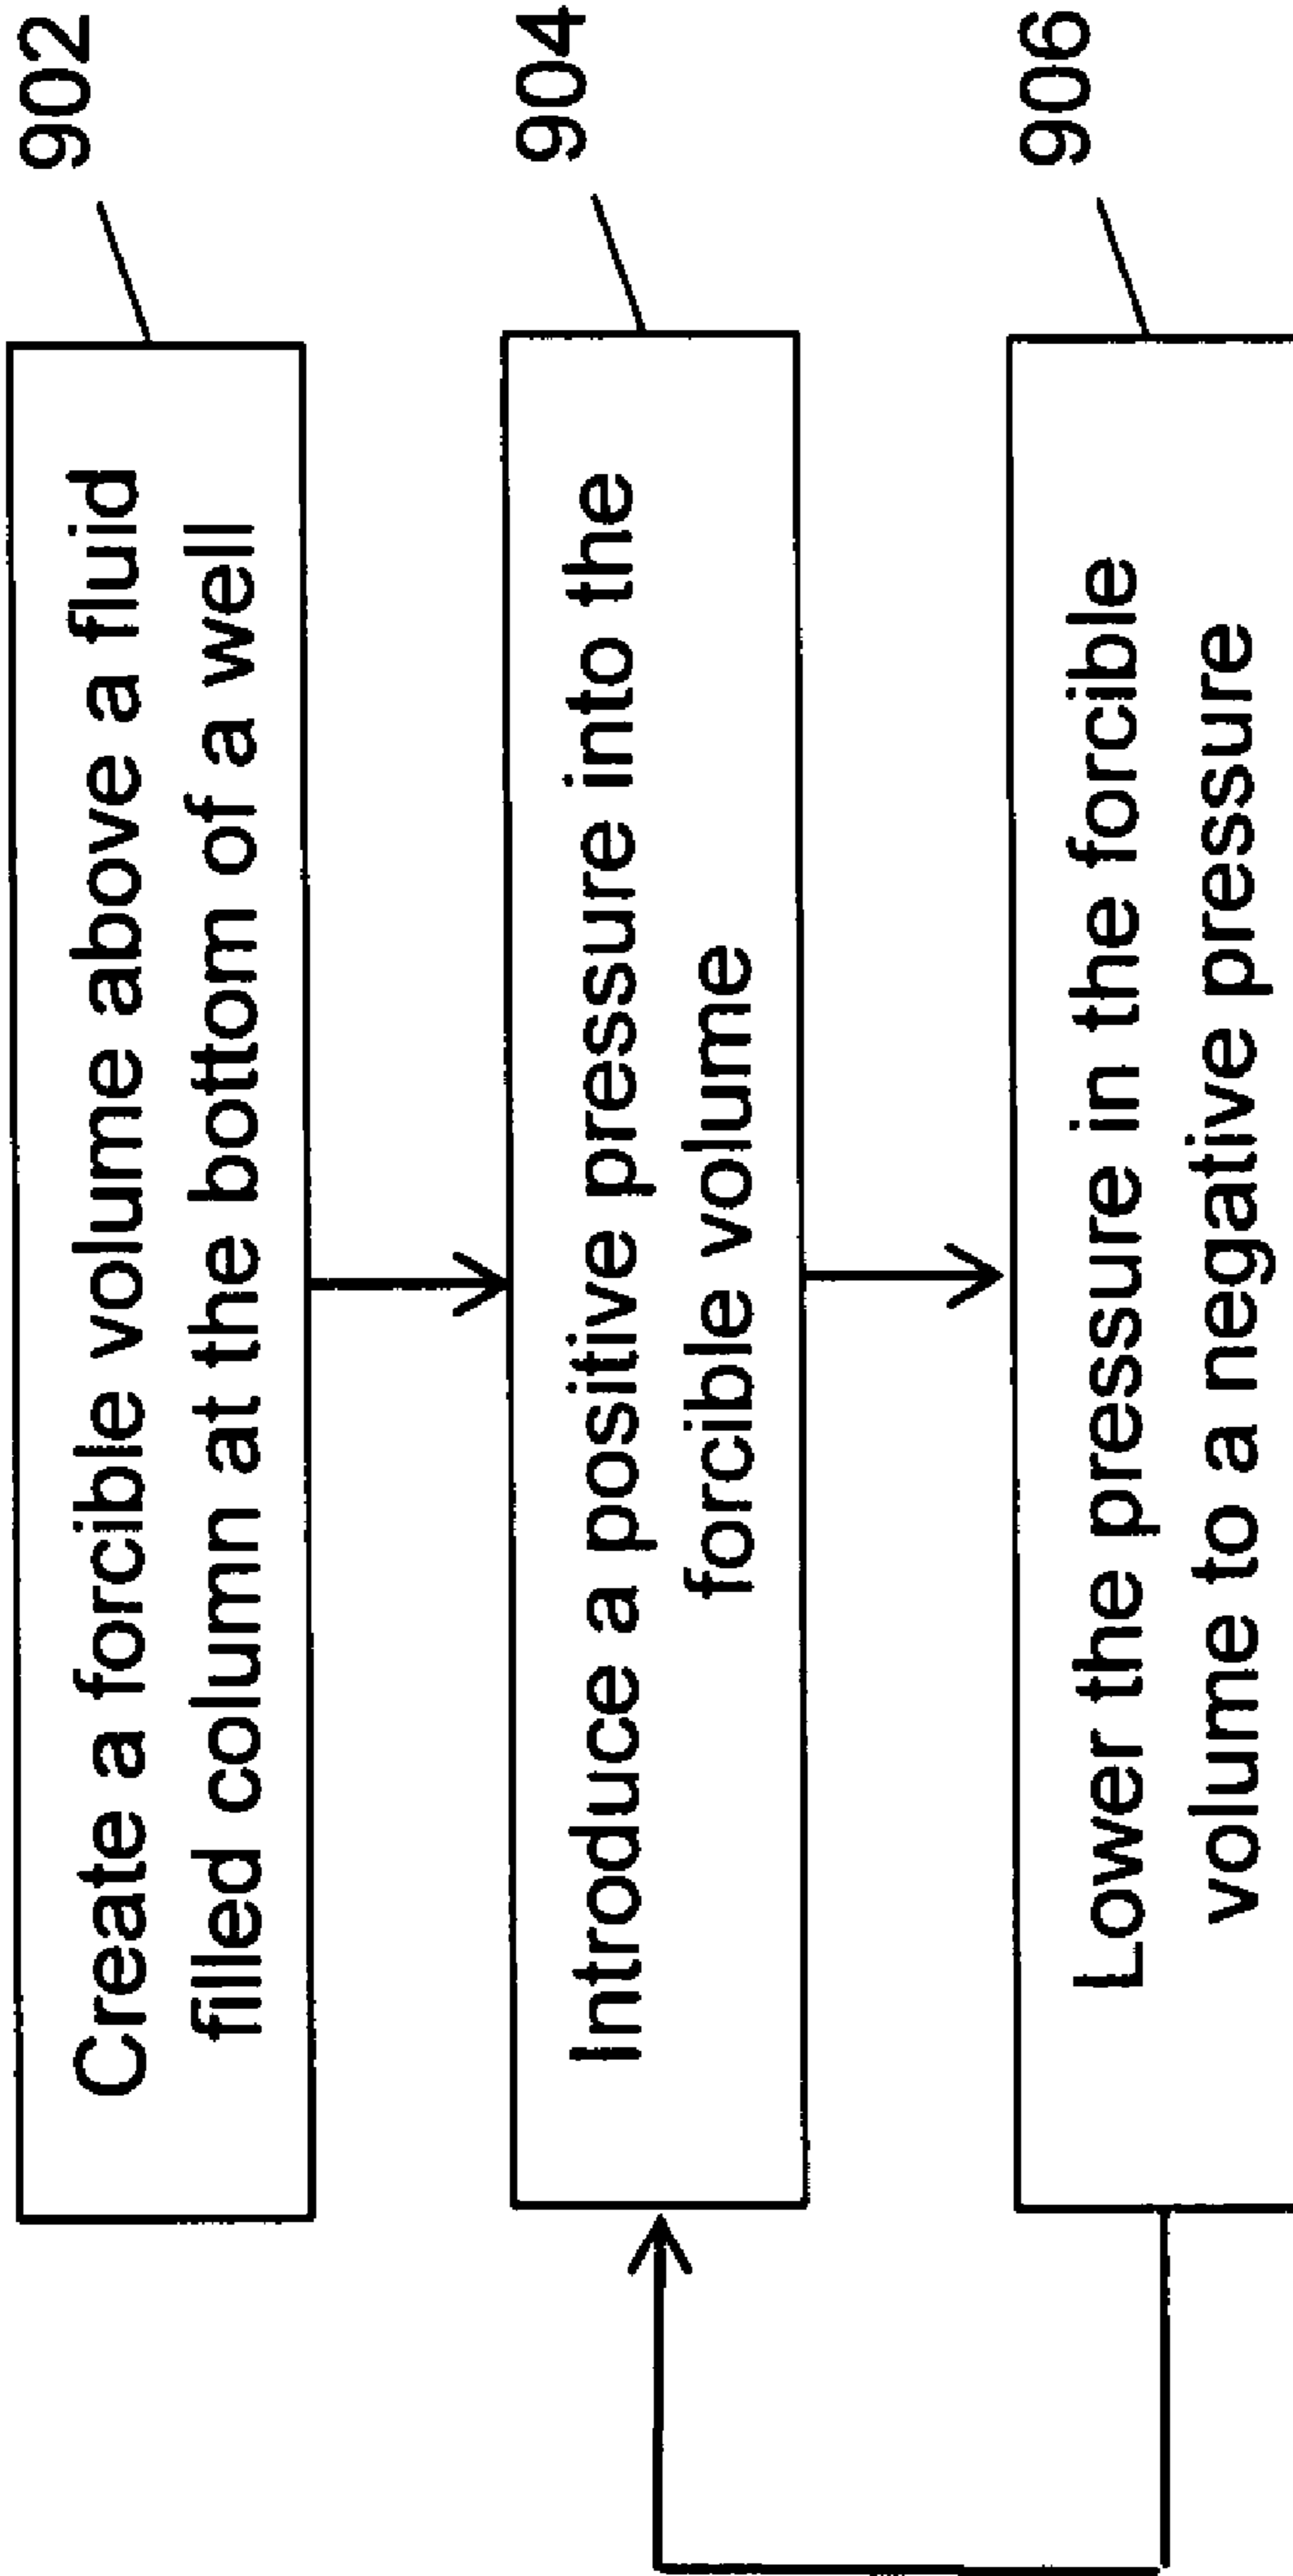 Create a forcible volume above a fluid
filled column at the bottom of a well
902
Introduce a positive pressure into the
forcible volume
904
Lower the pressure in the forcible
volume to a negative pressure
906